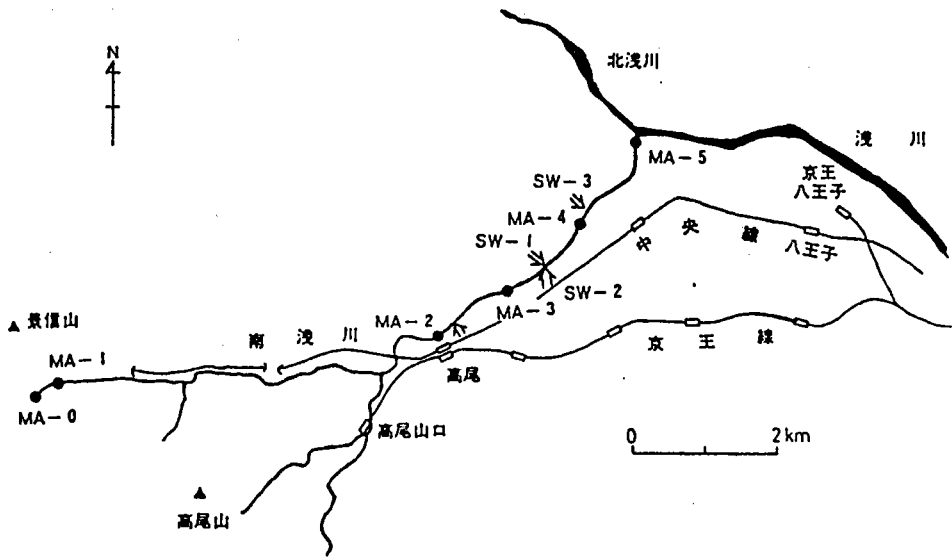 N
北浅川
浅川
MA-5
京王
八王子
SW-3
MA-4
SW-1
中央線
八王子
SW-2
MA-3
MA-2
景信山
南浅川
MA-1
京王線
高尾
MA-0
高尾山口
0 2km
高尾山